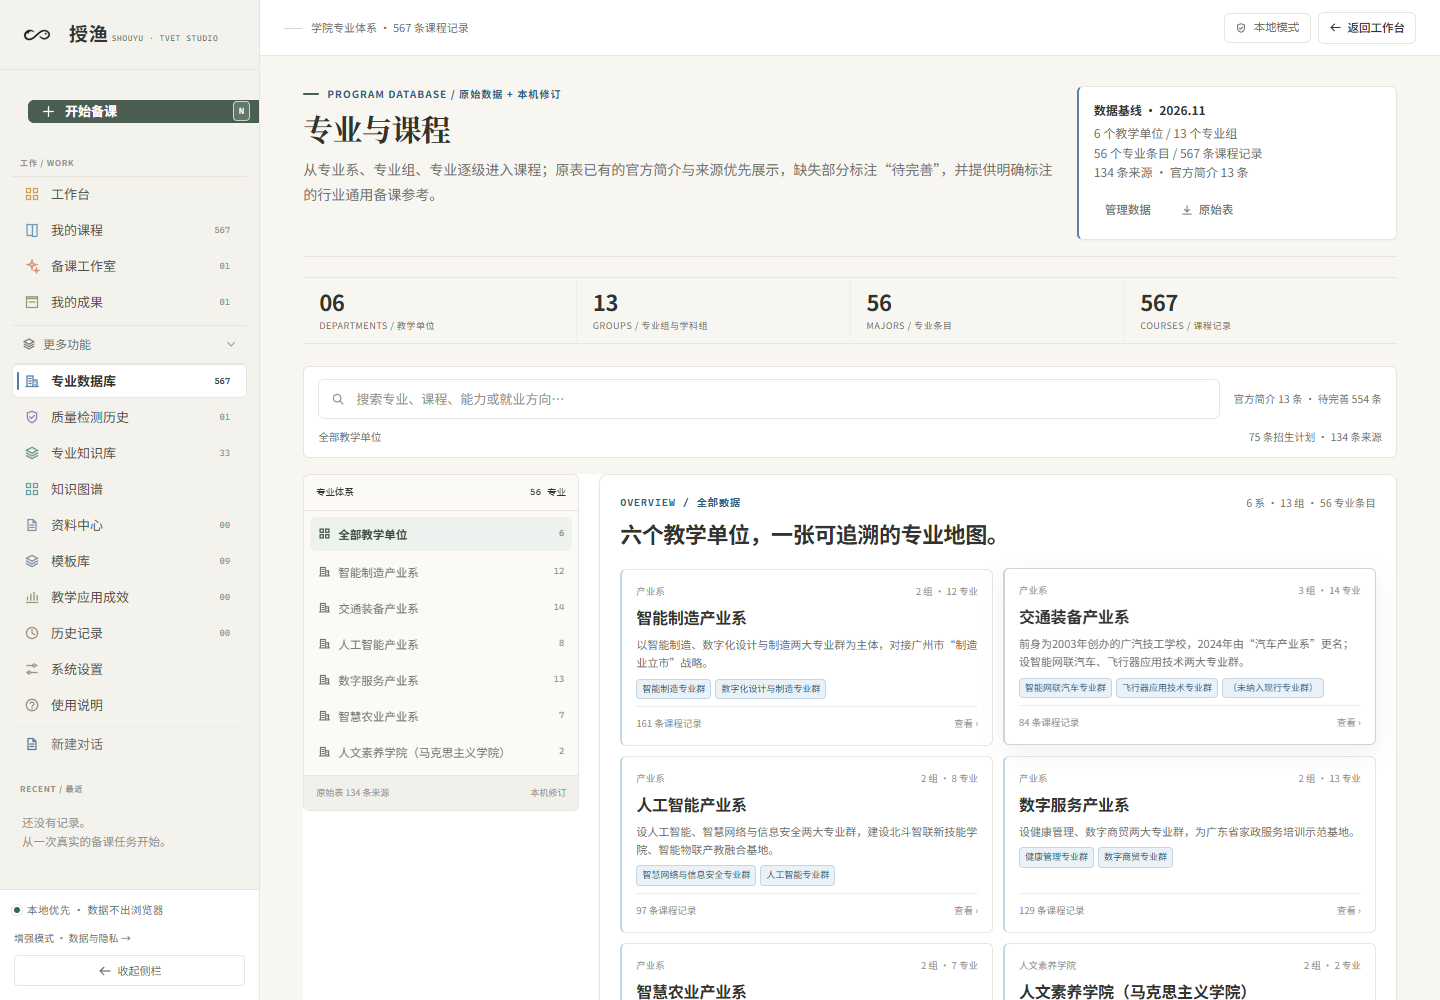 授渔 SHOUYU · TVET STUDIO
开始备课 N
工作 / WORK
工作台
我的课程 567
备课工作室 01
我的成果 01
更多功能
专业数据库 567
质量检测历史 01
专业知识库 33
知识图谱
资料中心 00
模板库 09
教学应用成效 00
历史记录 00
系统设置
使用说明
新建对话
RECENT / 最近
还没有记录。
从一次真实的备课任务开始。
本地优先 · 数据不出浏览器
增强模式 · 数据与隐私 →
← 收起侧栏
学院专业体系 · 567 条课程记录
本地模式
← 返回工作台
PROGRAM DATABASE / 原始数据 + 本机修订
专业与课程
从专业系、专业组、专业逐级进入课程；原表已有的官方简介与来源优先展示，缺失部分标注“待完善”，并提供明确标注
的行业通用备课参考。
数据基线 · 2026.11
6 个教学单位 / 13 个专业组
56 个专业条目 / 567 条课程记录
134 条来源 · 官方简介 13 条
管理数据 原始表
06
DEPARTMENTS / 教学单位
13
GROUPS / 专业组与学科组
56
MAJORS / 专业条目
567
COURSES / 课程记录
搜索专业、课程、能力或就业方向…
官方简介 13 条 · 待完善 554 条
全部教学单位
75 条招生计划 · 134 条来源
专业体系 56 专业
全部教学单位 6
智能制造产业系 12
交通装备产业系 14
人工智能产业系 8
数字服务产业系 13
智慧农业产业系 7
人文素养学院（马克思主义学院） 2
原始表 134 条来源 本机修订
OVERVIEW / 全部数据
6 系 · 13 组 · 56 专业条目
六个教学单位，一张可追溯的专业地图。
产业系 2 组 · 12 专业
智能制造产业系
以智能制造、数字化设计与制造两大专业群为主体，对接广州市“制造
业立市”战略。
智能制造专业群 数字化设计与制造专业群
161 条课程记录 查看 ›
产业系 3 组 · 14 专业
交通装备产业系
前身为2003年创办的广汽技工学校，2024年由“汽车产业系”更名；
设智能网联汽车、飞行器应用技术两大专业群。
智能网联汽车专业群 飞行器应用技术专业群 （未纳入现行专业群）
84 条课程记录 查看 ›
产业系 2 组 · 8 专业
人工智能产业系
设人工智能、智慧网络与信息安全两大专业群，建设北斗智联新技能学
院、智能物联产教融合基地。
智慧网络与信息安全专业群 人工智能专业群
97 条课程记录 查看 ›
产业系 2 组 · 13 专业
数字服务产业系
设健康管理、数字商贸两大专业群，为广东省家政服务培训示范基地。
健康管理专业群 数字商贸专业群
129 条课程记录 查看 ›
产业系 2 组 · 7 专业
智慧农业产业系
人文素养学院 2 组 · 2 专业
人文素养学院（马克思主义学院）